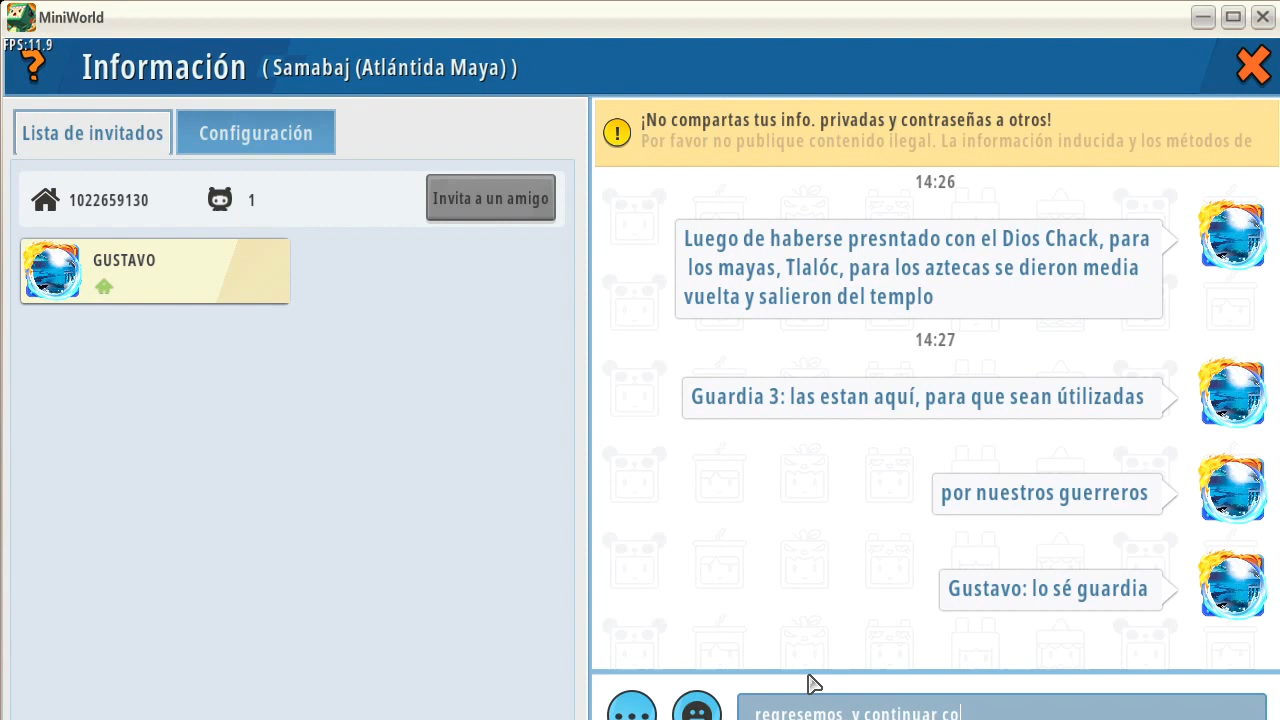 MiniWorld
FPS:11.9
Información ( Samabaj (Atlántida Maya) )
Lista de invitados
Configuración
1022659130
1
Invita a un amigo
GUSTAVO
¡No compartas tus info. privadas y contraseñas a otros!
Por favor no publique contenido ilegal. La información inducida y los métodos de
14:26
Luego de haberse presntado con el Dios Chack, para
los mayas, Tlalóc, para los aztecas se dieron media
vuelta y salieron del templo
14:27
Guardia 3: las estan aquí, para que sean útilizadas
por nuestros guerreros
Gustavo: lo sé guardia
regresemos y continuar co